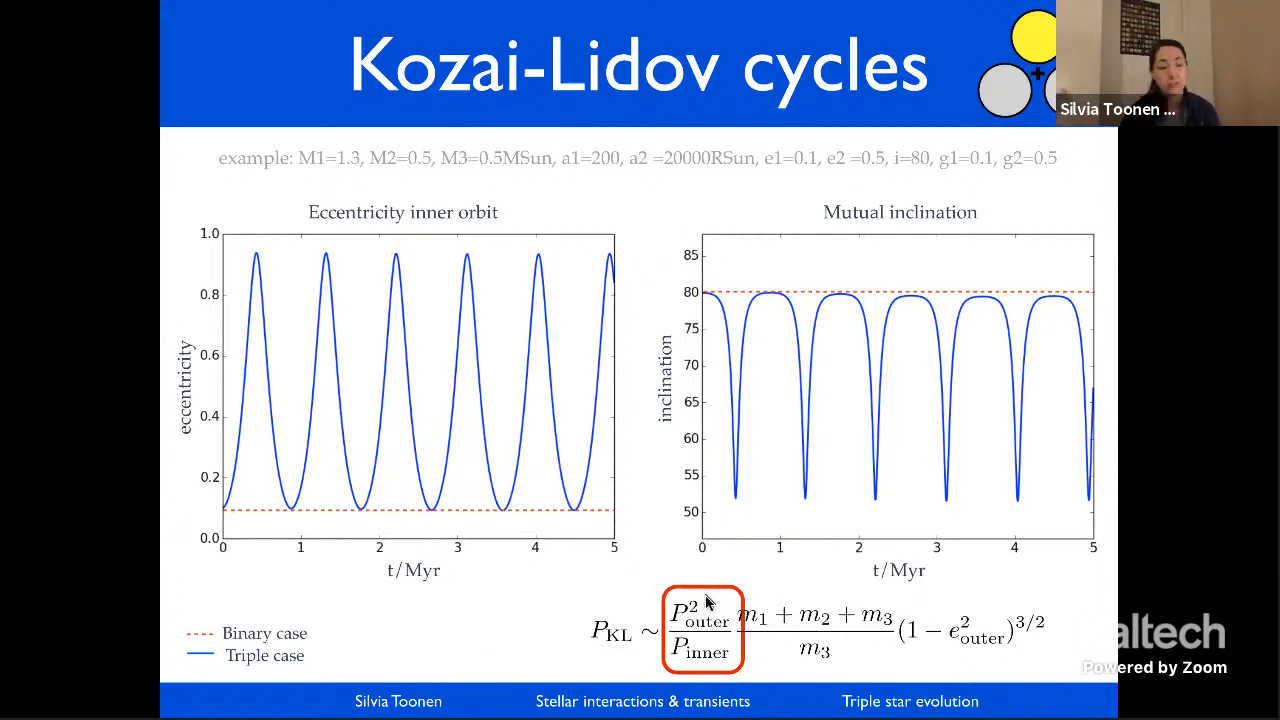 Kozai-Lidov cycles
Silvia Toonen ...
example: M1=1.3, M2=0.5, M3=0.5MSun, a1=200, a2 =20000RSun, e1=0.1, e2 =0.5, i=80, g1=0.1, g2=0.5
Eccentricity inner orbit
1.0
0.8
0.6
0.4
0.2
0.0
eccentricity
0 1 2 3 4 5
t/Myr
Mutual inclination
85
80
75
70
65
60
55
50
inclination
0 1 2 3 4 5
t/Myr
Binary case
Triple case
P_KL ∼ P²_outer / P_inner (m₁ + m₂ + m₃) / m₃ (1 − e²_outer)^3/2
altech
Powered by Zoom
Silvia Toonen Stellar interactions & transients Triple star evolution